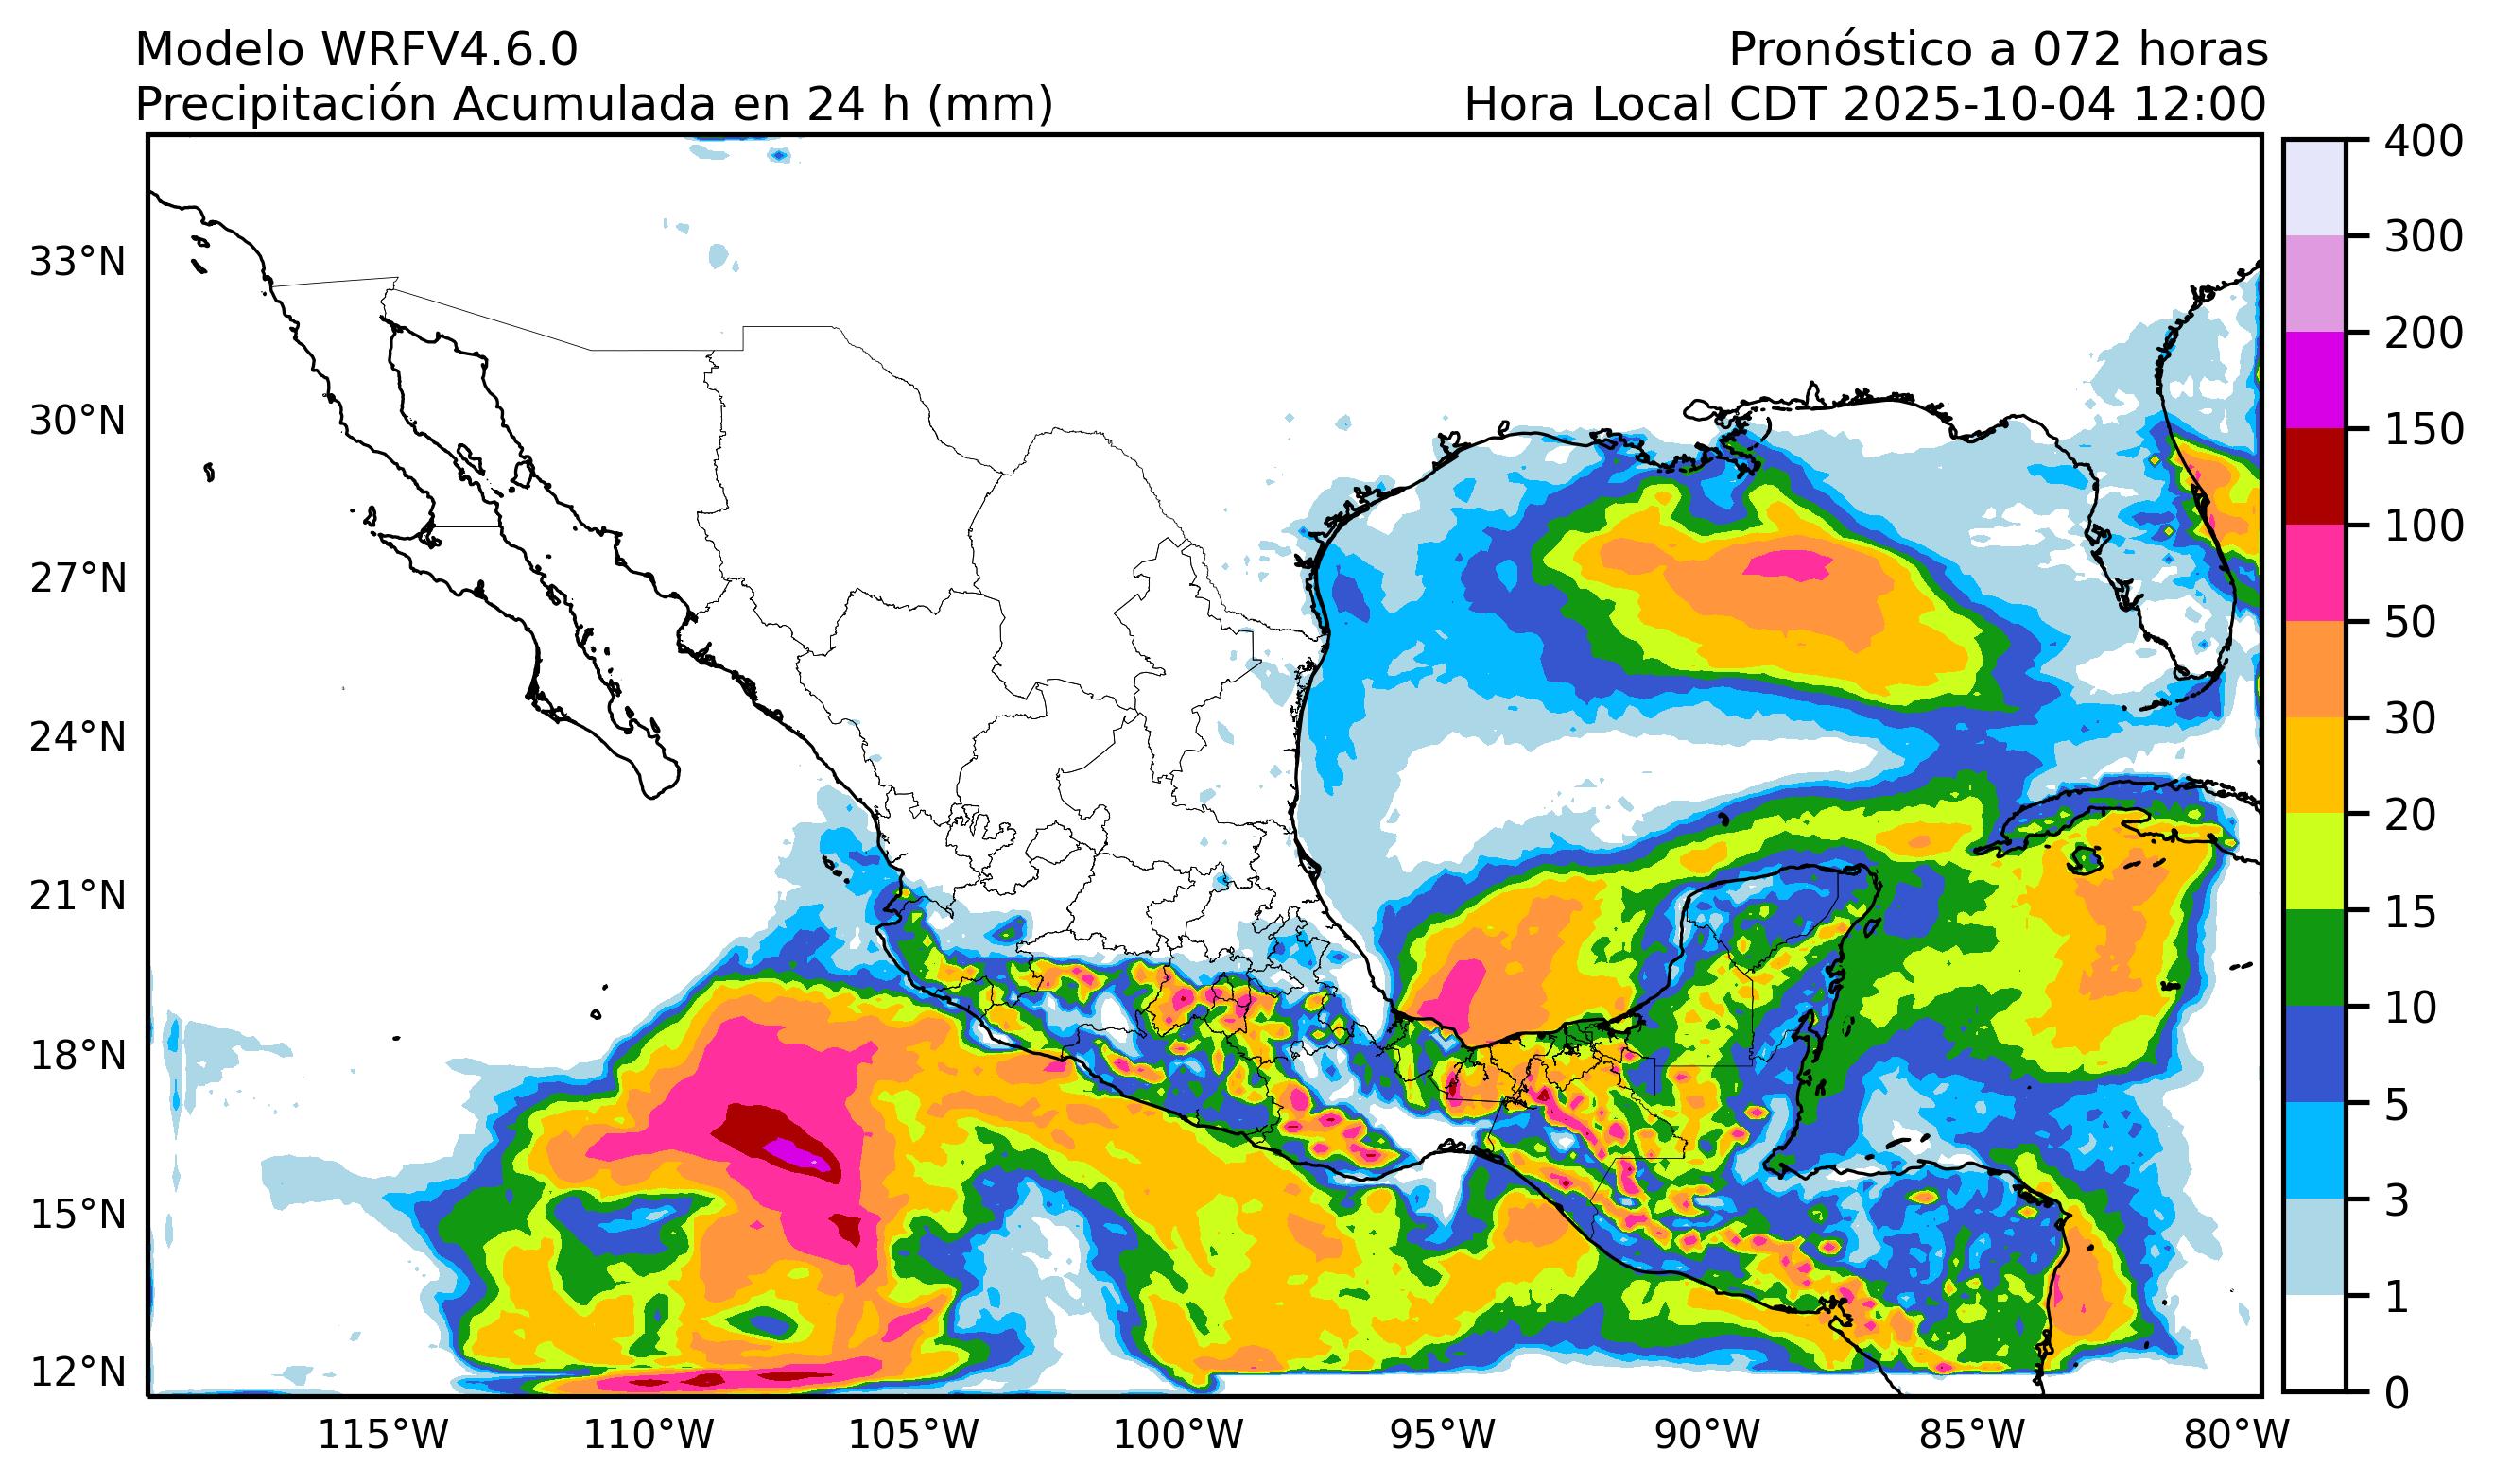 Modelo WRFV4.6.0
Pronóstico a 072 horas
Precipitación Acumulada en 24 h (mm)
Hora Local CDT 2025-10-04 12:00
33°N
30°N
27°N
24°N
21°N
18°N
15°N
12°N
115°W
110°W
105°W
100°W
95°W
90°W
85°W
80°W
400
300
200
150
100
50
30
20
15
10
5
3
1
0